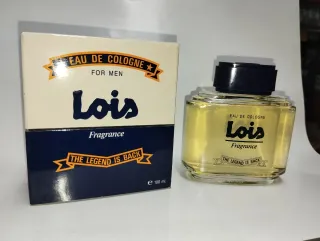 EAU DE COLOGNE
FOR MEN
Lois
Fragrance
THE LEGEND IS BACK
EAU DE COLOGNE
Lois
Fragrance
THE LEGEND IS BACK